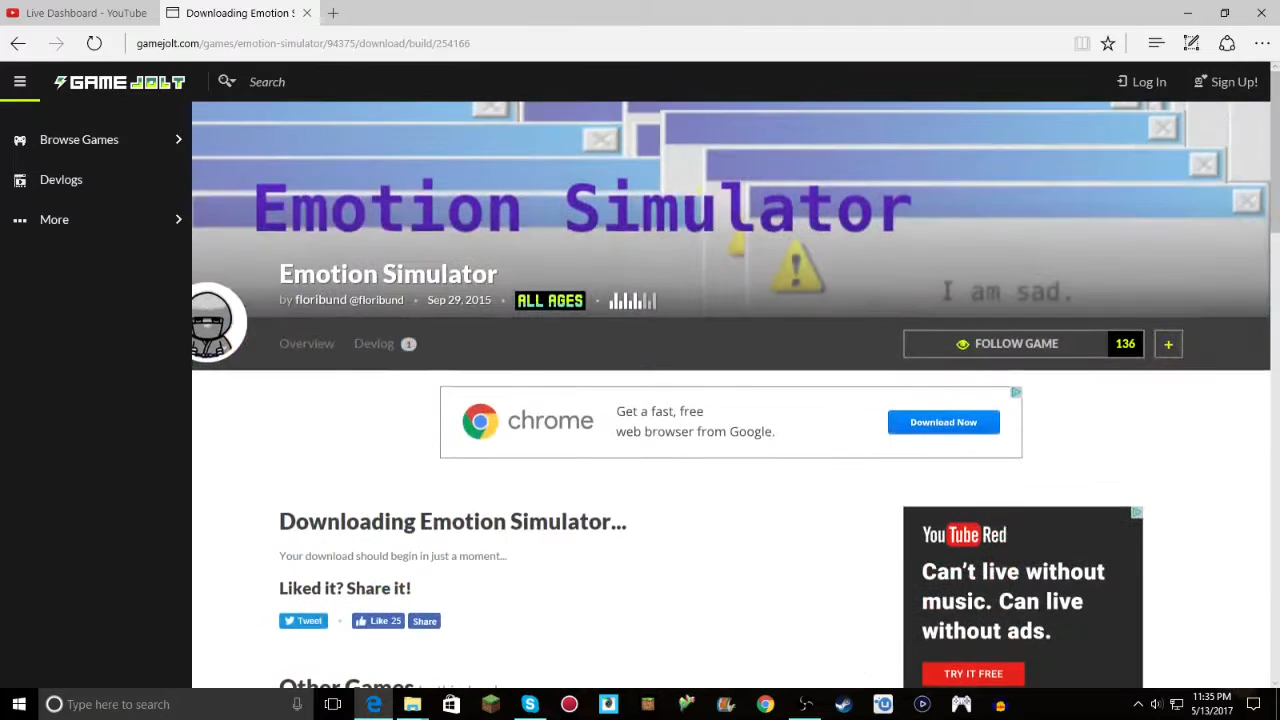 Live Dashboard - YouTube
Downloading Emotion S
gamejolt.com/games/emotion-simulator/94375/download/build/254166
GAME JOLT
Search
Log In
Sign Up!
Browse Games
Devlogs
More
Emotion Simulator
I am sad.
Emotion Simulator
by floribund @floribund • Sep 29, 2015 • ALL AGES
Overview
Devlog 1
FOLLOW GAME 136
+
chrome
Get a fast, free
web browser from Google.
Download Now
Downloading Emotion Simulator...
Your download should begin in just a moment...
Liked it? Share it!
Tweet
Like 25
Share
Other Games
YouTube Red
Can't live without
music. Can live
without ads.
TRY IT FREE
Type here to search
11:35 PM
5/13/2017